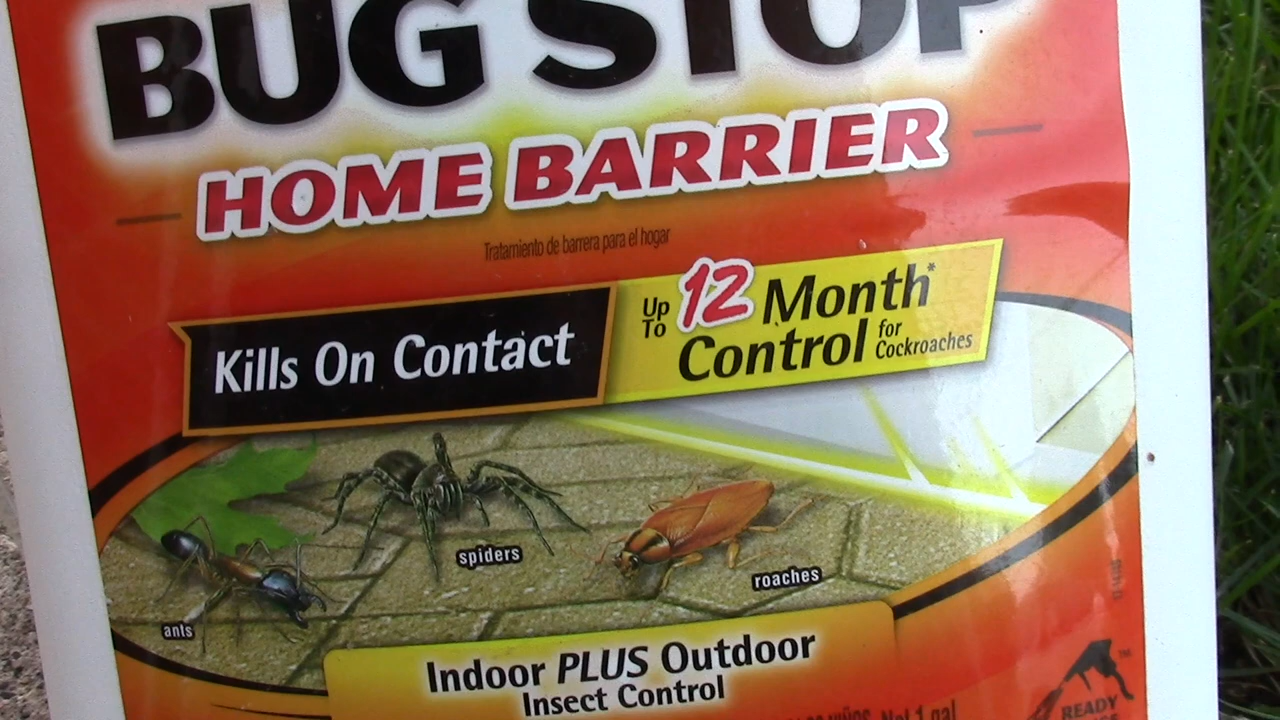 BUG STOP
HOME BARRIER
Tratamiento de barrera para el hogar
Kills On Contact
Up To 12 Month*
Control for Cockroaches
spiders
roaches
ants
Indoor PLUS Outdoor
Insect Control
Net 1 gal
READY